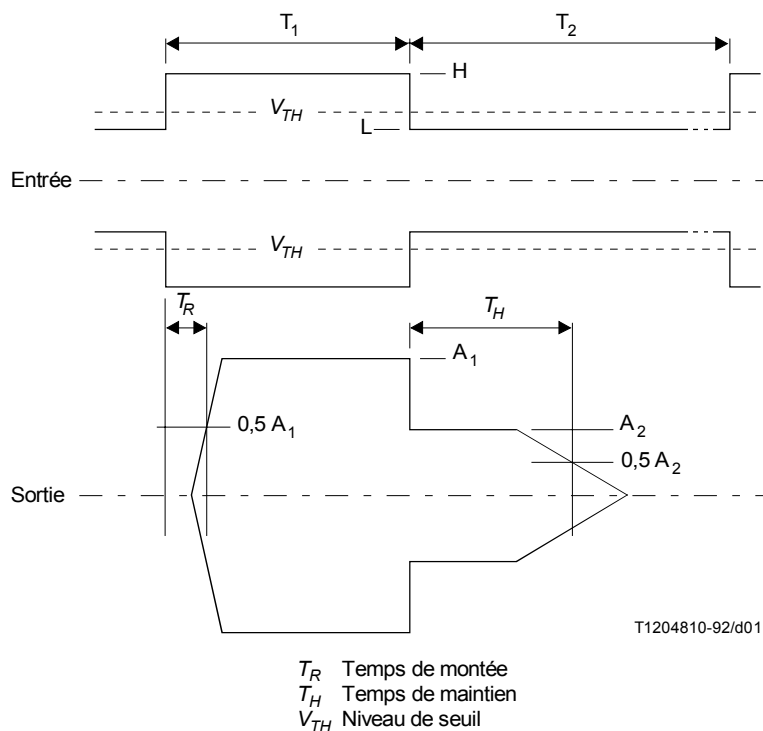 T1 T2
H
VTH
L
Entrée
VTH
TR TH
A1
0,5 A1 A2
0,5 A2
Sortie
T1204810-92/d01
TR Temps de montée
TH Temps de maintien
VTH Niveau de seuil